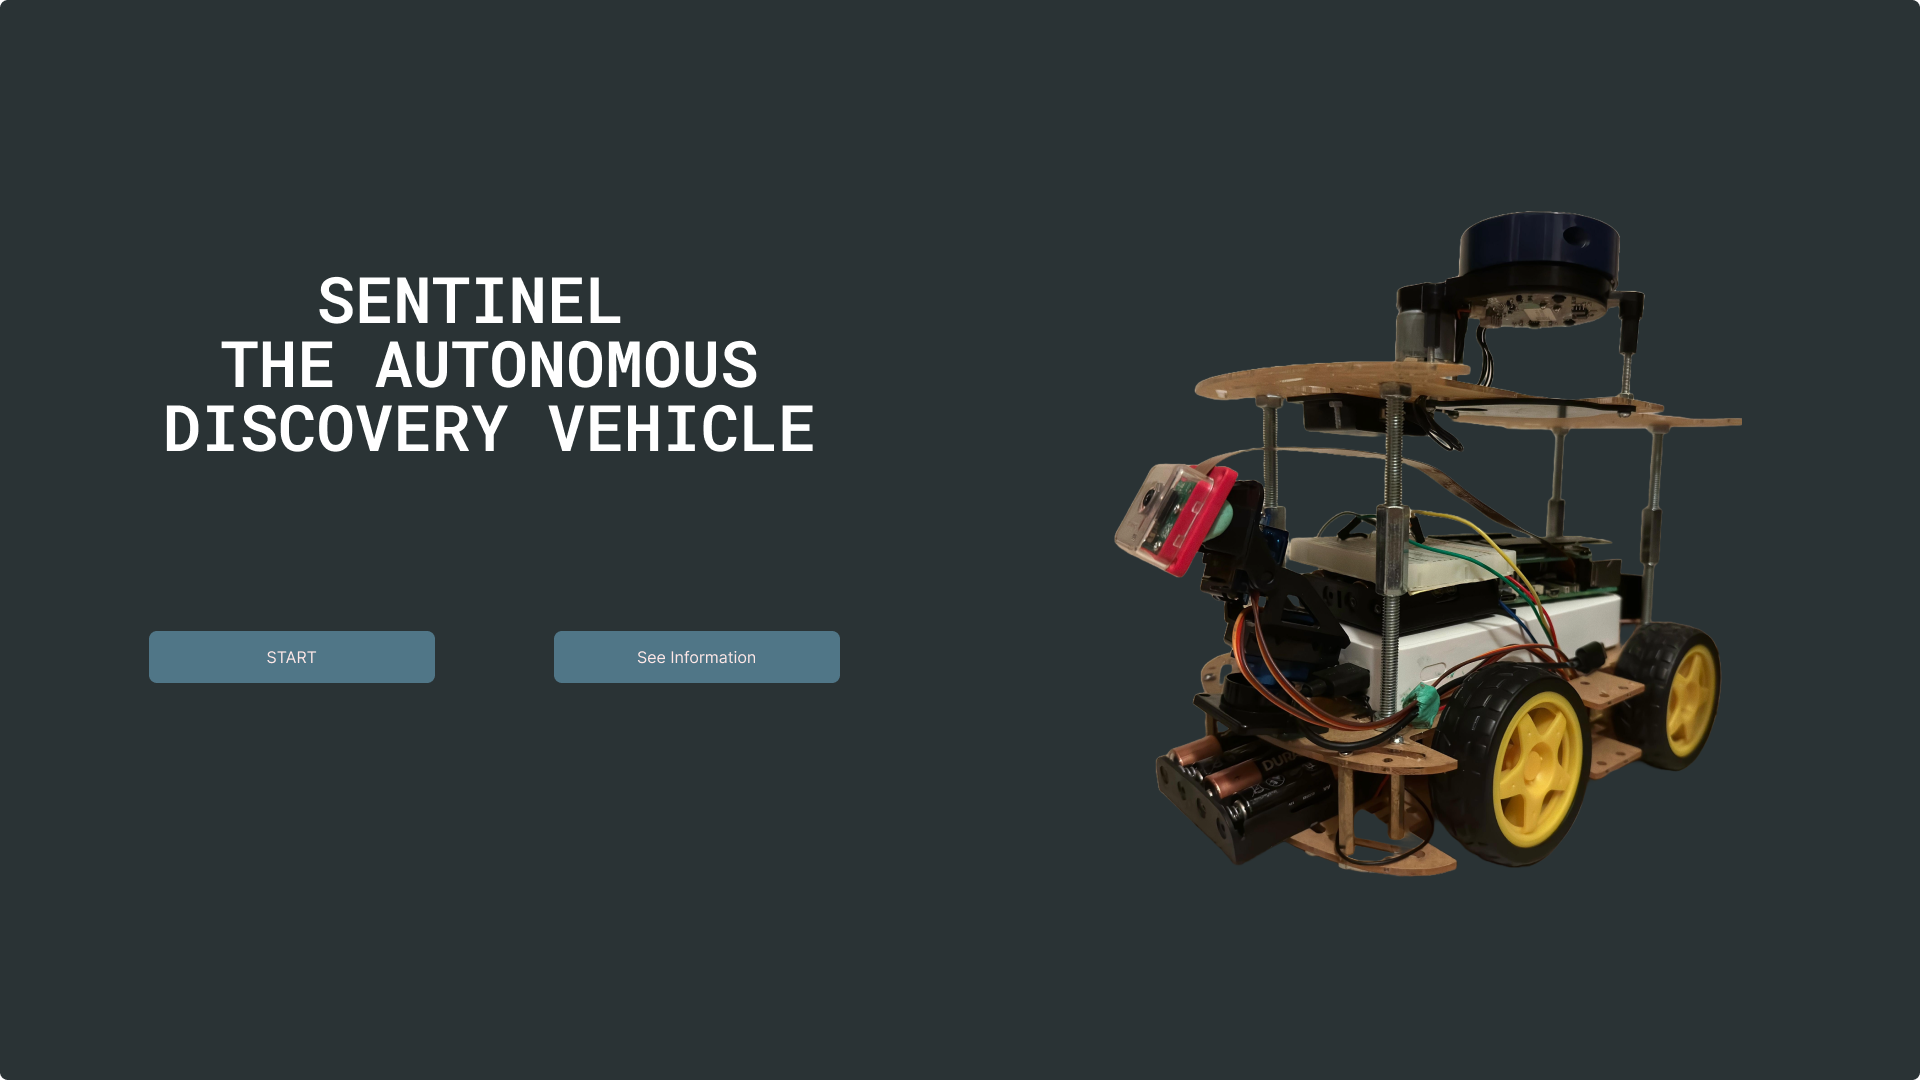 SENTINEL
THE AUTONOMOUS
DISCOVERY VEHICLE
START
See Information